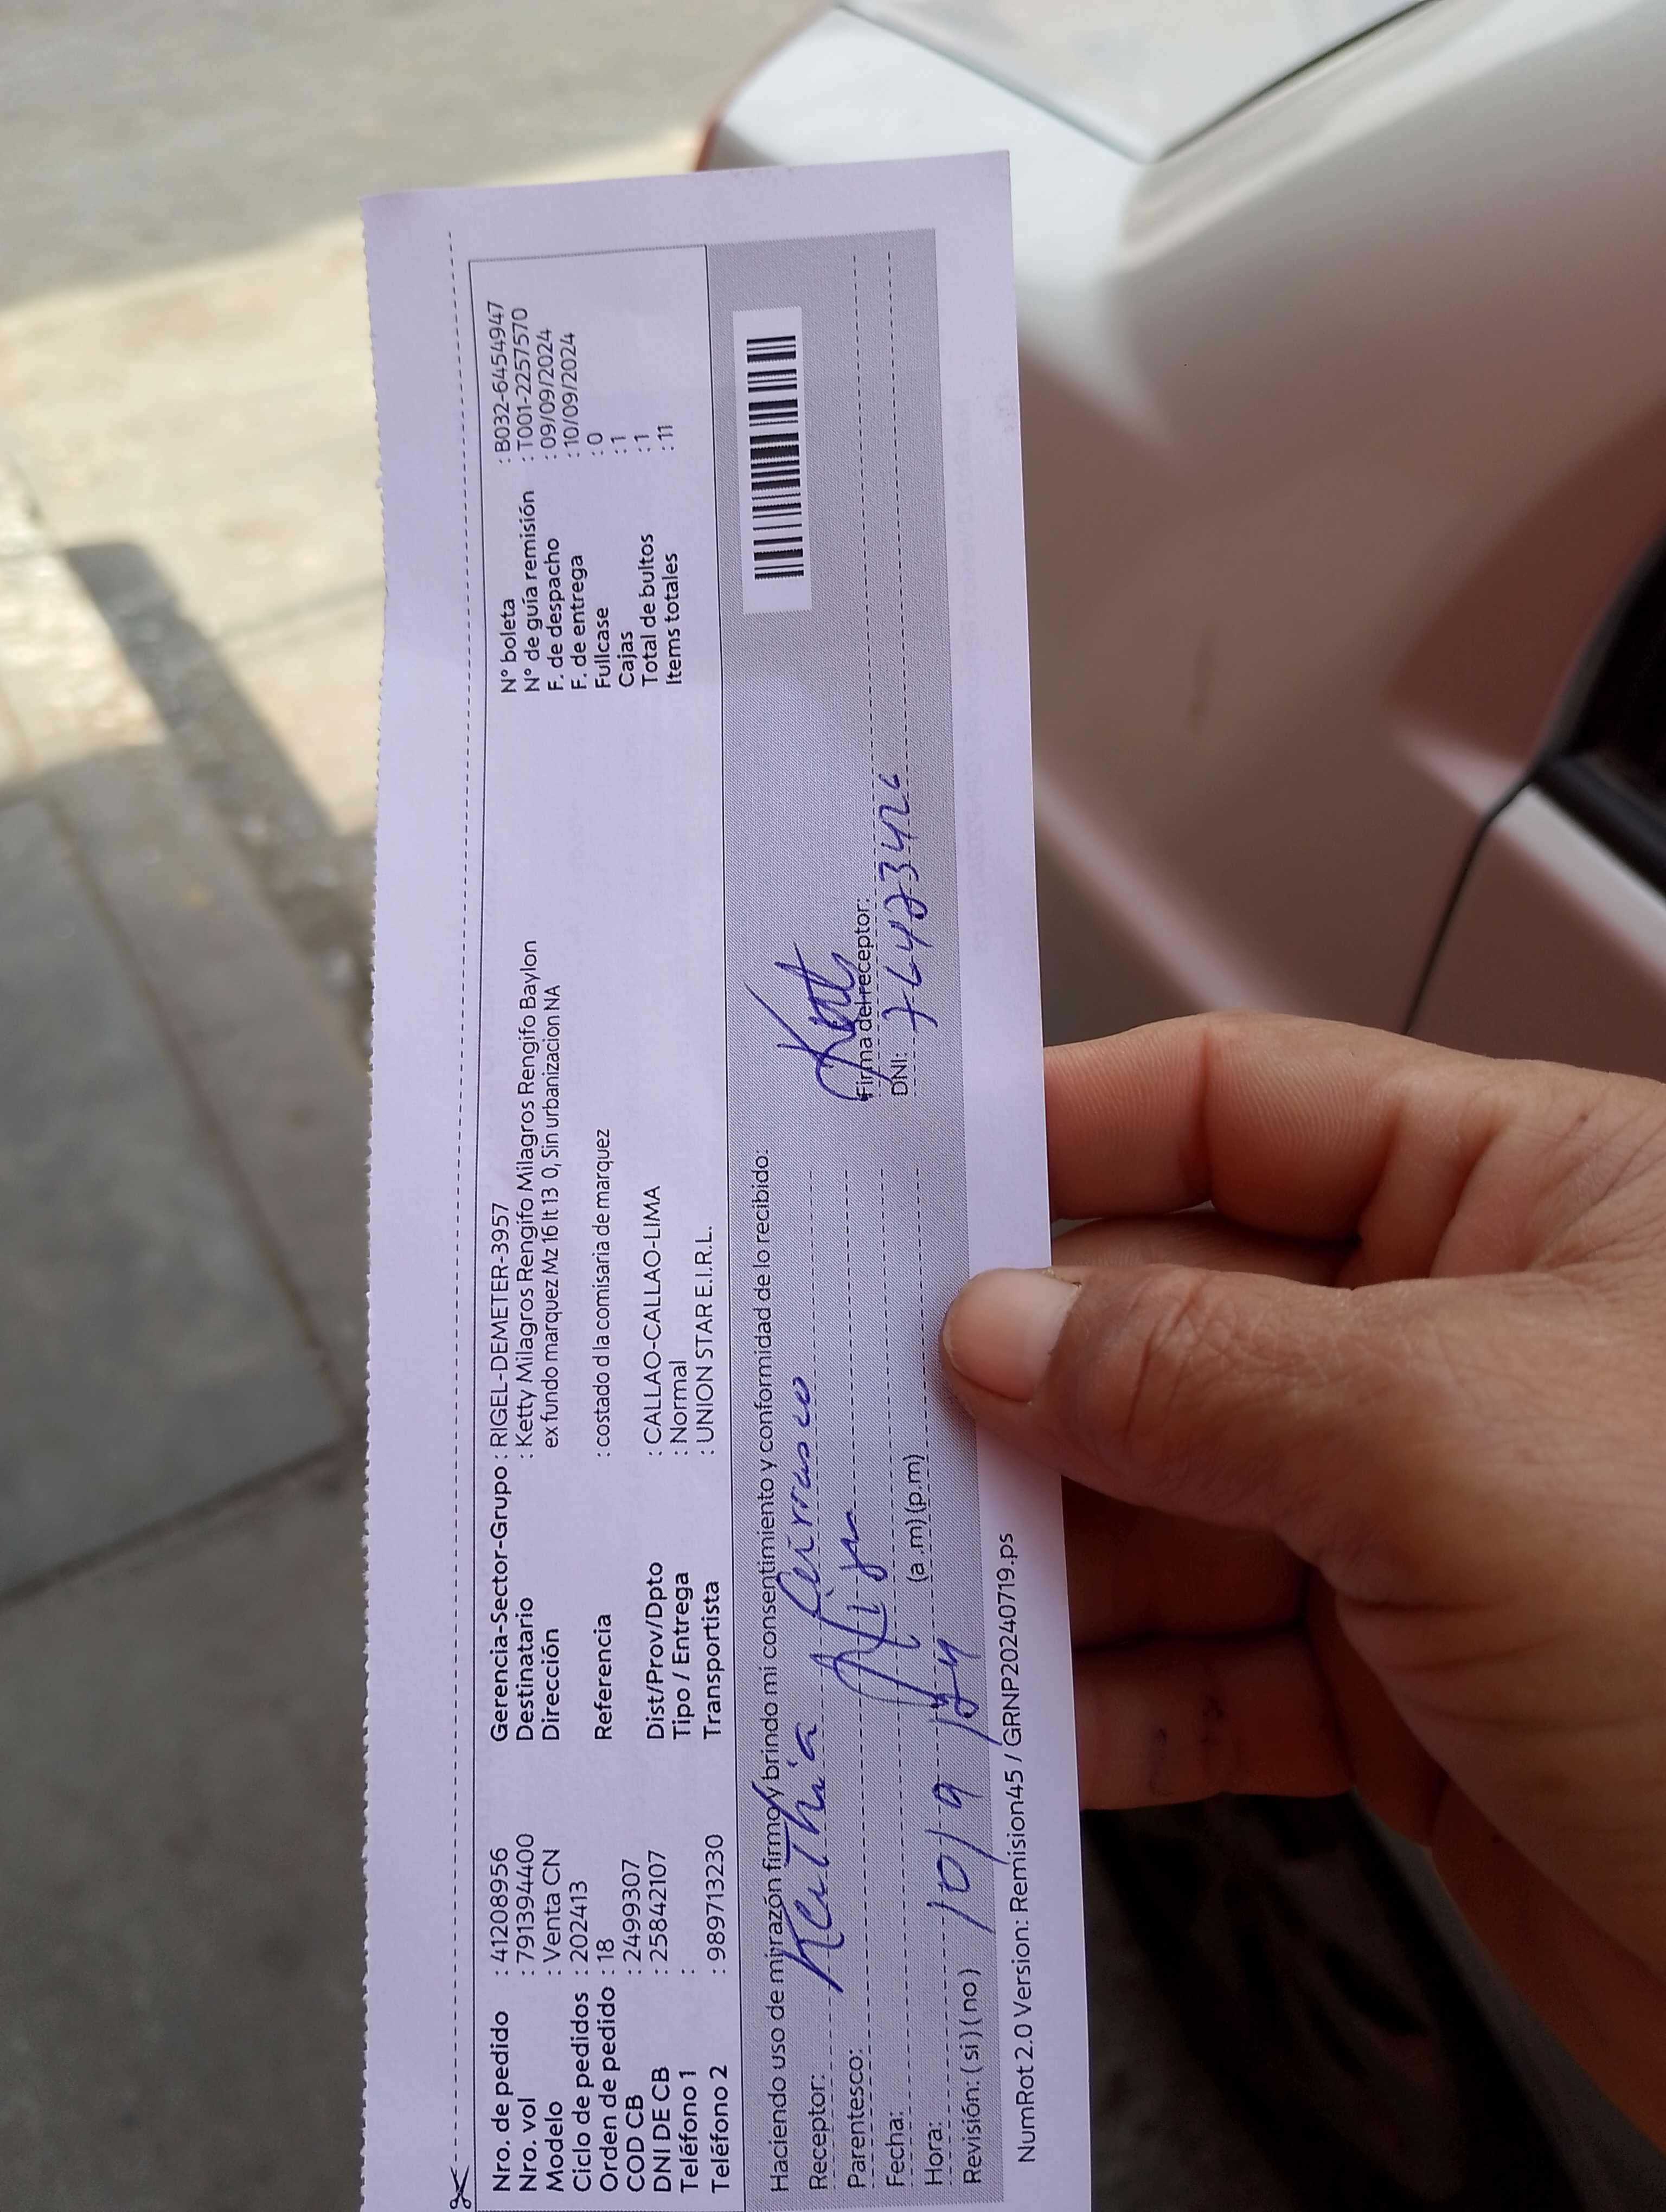 Nro. de pedido : 41208956
Nro. vol : 791394400
Modelo : Venta CN
Ciclo de pedidos : 202413
Orden de pedido : 18
COD CB : 2499307
DNI DE CB : 25842107
Teléfono 1 :
Teléfono 2 : 989713230
Gerencia-Sector-Grupo : RIGEL-DEMETER-3957
Destinatario : Ketty Milagros Rengifo Milagros Rengifo Baylon
Dirección ex fundo marquez Mz 16 lt 13 0, Sin urbanizacion NA
Referencia : costado d la comisaria de marquez
Dist/Prov/Dpto : CALLAO-CALLAO-LIMA
Tipo / Entrega : Normal
Transportista : UNION STAR E.I.R.L.
N° boleta : B032-6454947
N° de guía remisión : T001-2257570
F. de despacho : 09/09/2024
F. de entrega : 10/09/2024
Fullcase : 0
Cajas : 1
Total de bultos : 1
Items totales : 11
Haciendo uso de mi razón firmo y brindo mi consentimiento y conformidad de lo recibido:
Receptor: Keithia
Parentesco:
Fecha: 10/9/24
Hora: (a.m)(p.m)
Revisión: (si)(no)
Firma del receptor:
DNI: 76473426
NumRot 2.0 Version: Remision45 / GRNP20240719.ps